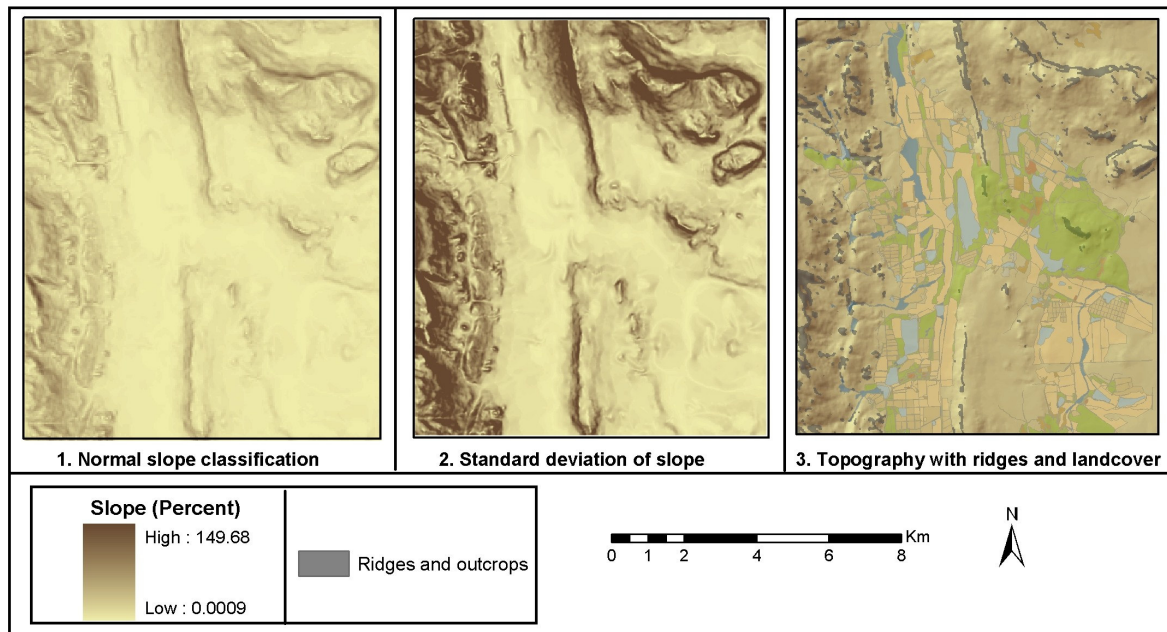 1. Normal slope classification
2. Standard deviation of slope
3. Topography with ridges and landcover
Slope (Percent)
High : 149.68
Low : 0.0009
Ridges and outcrops
0 1 2 4 6 8 Km
N